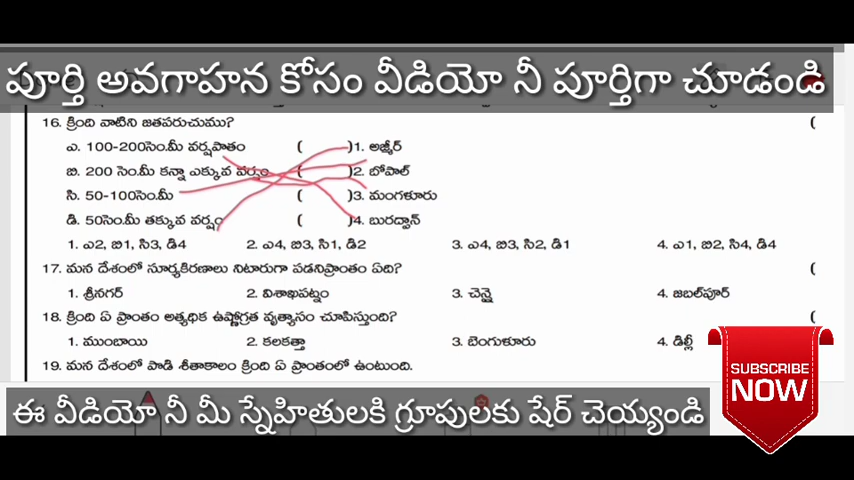 పూర్తి అవగాహన కోసం వీడియో నీ పూర్తిగా చూడండి
16. క్రింది వాటిని జతపరుచుము? (
ఎ. 100-200సెం.మీ వర్షపాతం ( )1. అజ్మీర్
బి. 200 సెం.మీ కన్నా ఎక్కువ వర్షం ( )2. బోపాల్
సి. 50-100సెం.మీ ( )3. మంగళూరు
డి. 50సెం.మీ తక్కువ వర్షం ( )4. బురద్వాన్
1. ఎ2, బి1, సి3, డి4 2. ఎ4, బి3, సి1, డి2 3. ఎ4, బి3, సి2, డి1 4. ఎ1, బి2, సి4, డి4
17. మన దేశంలో సూర్యకిరణాలు నిటారుగా పడనిప్రాంతం ఏది? (
1. శ్రీనగర్ 2. విశాఖపట్నం 3. చెన్నై 4. జబల్‌పూర్
18. క్రింది ఏ ప్రాంతం అత్యధిక ఉష్ణోగ్రత వ్యత్యాసం చూపిస్తుంది? (
1. ముంబాయి 2. కలకత్తా 3. బెంగుళూరు 4. ఢిల్లీ
19. మన దేశంలో పొడి శీతాకాలం క్రింది ఏ ప్రాంతంలో ఉంటుంది.
SUBSCRIBE
NOW
ఈ వీడియో నీ మీ స్నేహితులకి గ్రూపులకు షేర్ చెయ్యండి